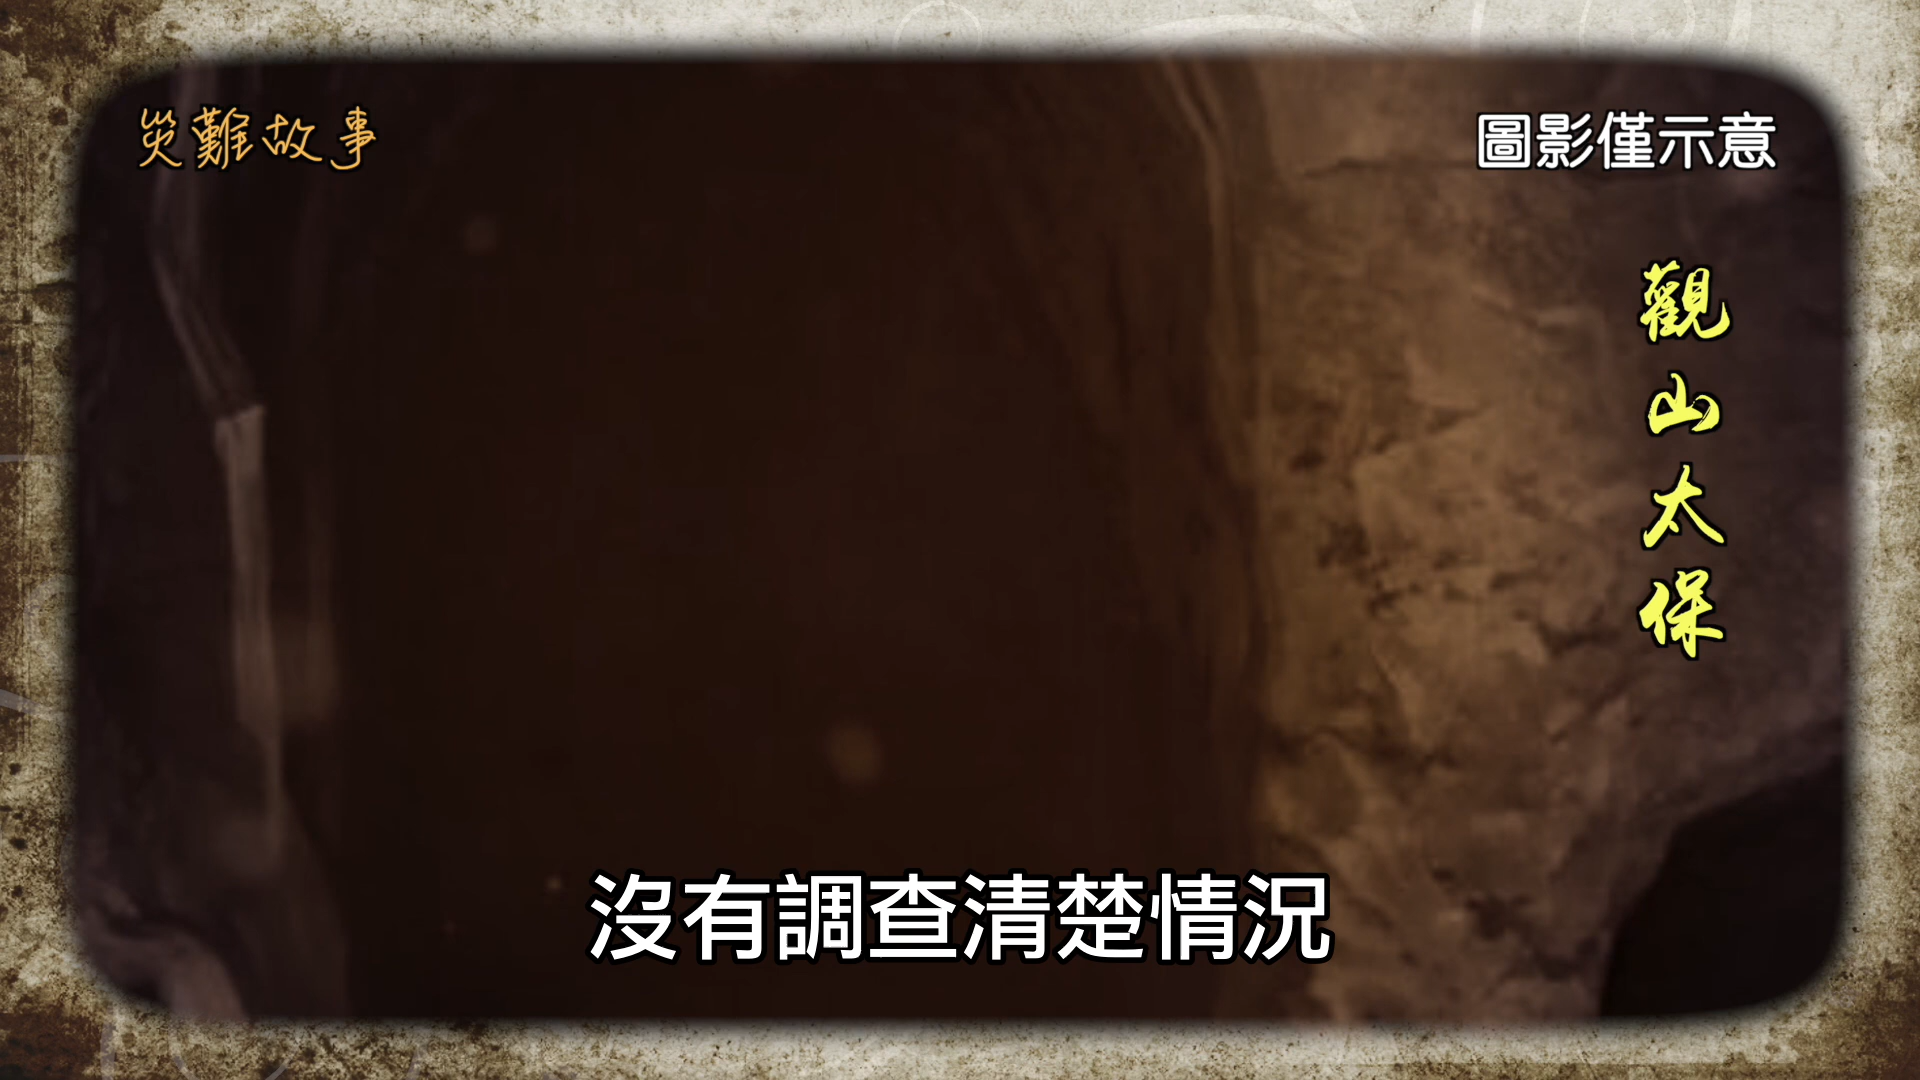 災難故事
圖影僅示意
觀山太保
沒有調查清楚情況